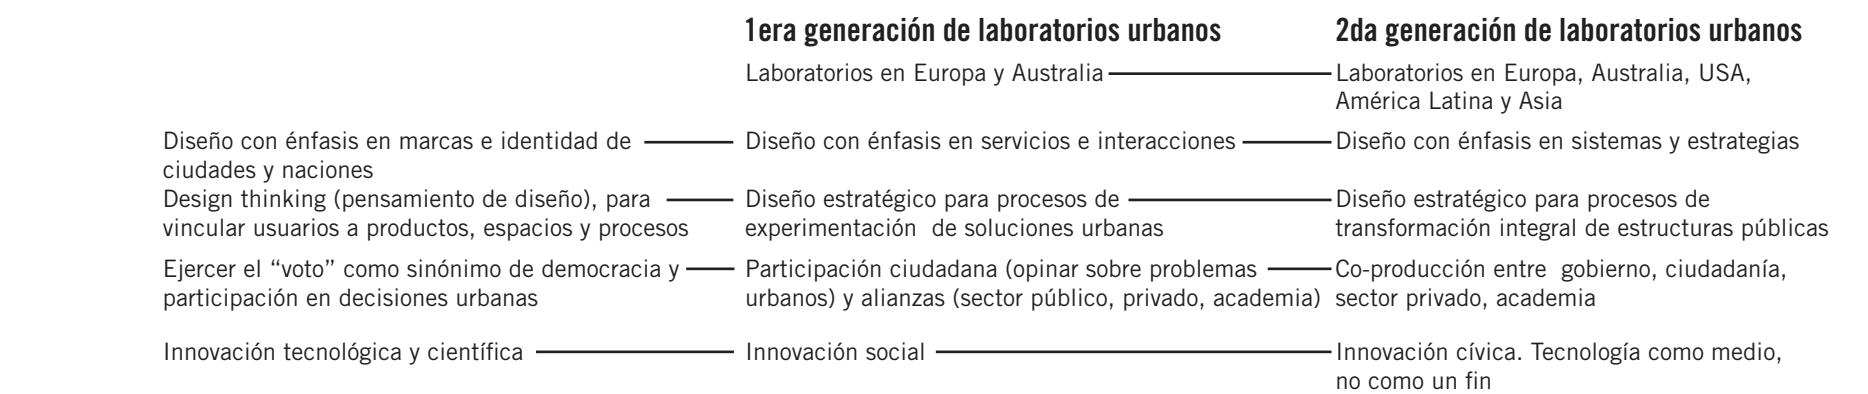 1era generación de laboratorios urbanos
2da generación de laboratorios urbanos
Laboratorios en Europa y Australia
Laboratorios en Europa, Australia, USA,
América Latina y Asia
Diseño con énfasis en marcas e identidad de
ciudades y naciones
Diseño con énfasis en servicios e interacciones
Diseño con énfasis en sistemas y estrategias
Design thinking (pensamiento de diseño), para
vincular usuarios a productos, espacios y procesos
Diseño estratégico para procesos de
experimentación de soluciones urbanas
Diseño estratégico para procesos de
transformación integral de estructuras públicas
Ejercer el “voto” como sinónimo de democracia y
participación en decisiones urbanas
Participación ciudadana (opinar sobre problemas
urbanos) y alianzas (sector público, privado, academia)
Co-producción entre gobierno, ciudadanía,
sector privado, academia
Innovación tecnológica y científica
Innovación social
Innovación cívica. Tecnología como medio,
no como un fin